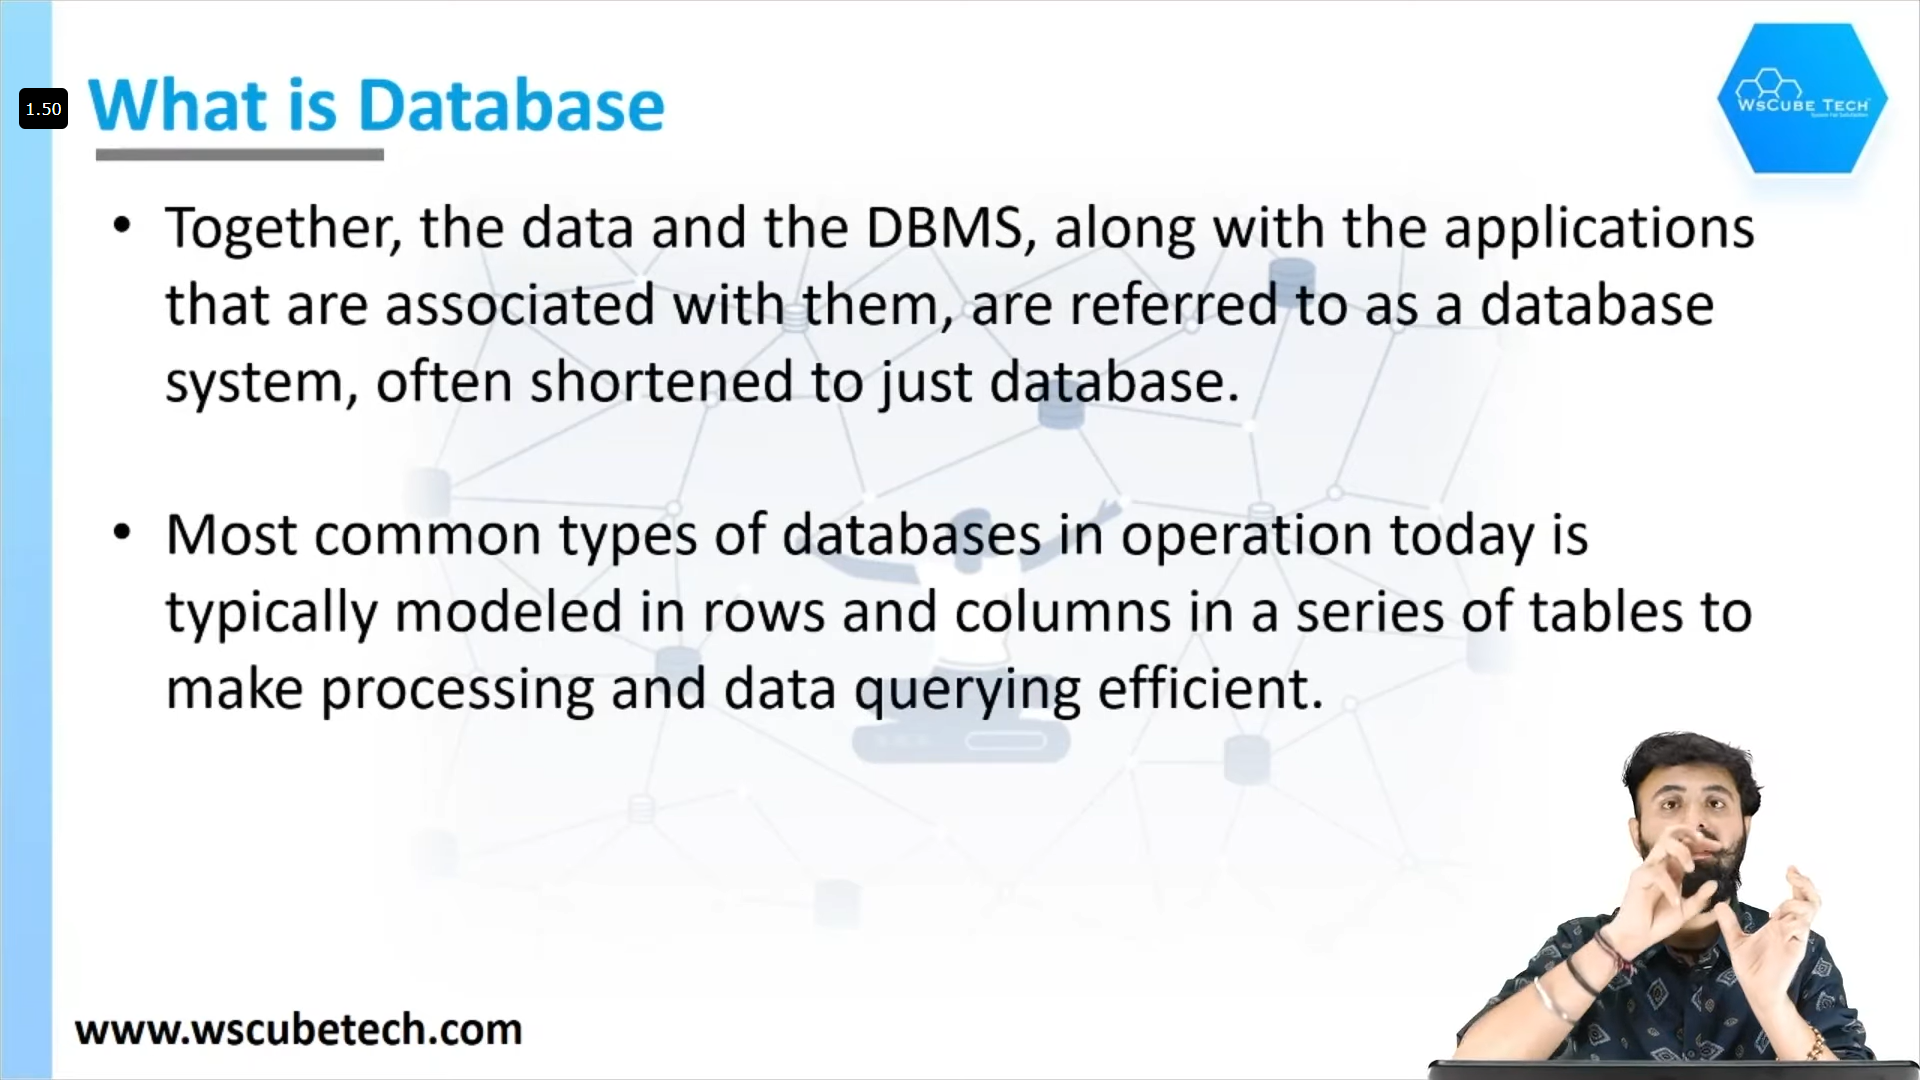 1.50
What is Database
WSCUBE TECH
• Together, the data and the DBMS, along with the applications
that are associated with them, are referred to as a database
system, often shortened to just database.
• Most common types of databases in operation today is
typically modeled in rows and columns in a series of tables to
make processing and data querying efficient.
www.wscubetech.com